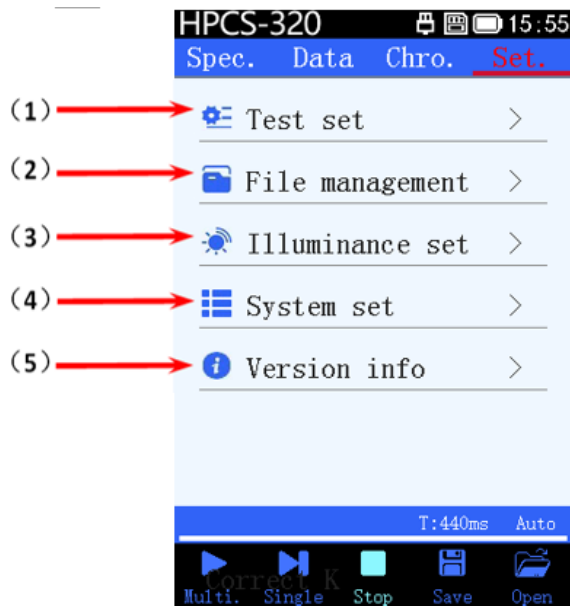 HPCS-320 15:55
Spec. Data Chro. Set.
(1) Test set
(2) File management
(3) Illuminance set
(4) System set
(5) Version info
T:440ms Auto
Correct K
Multi. Single Stop Save Open